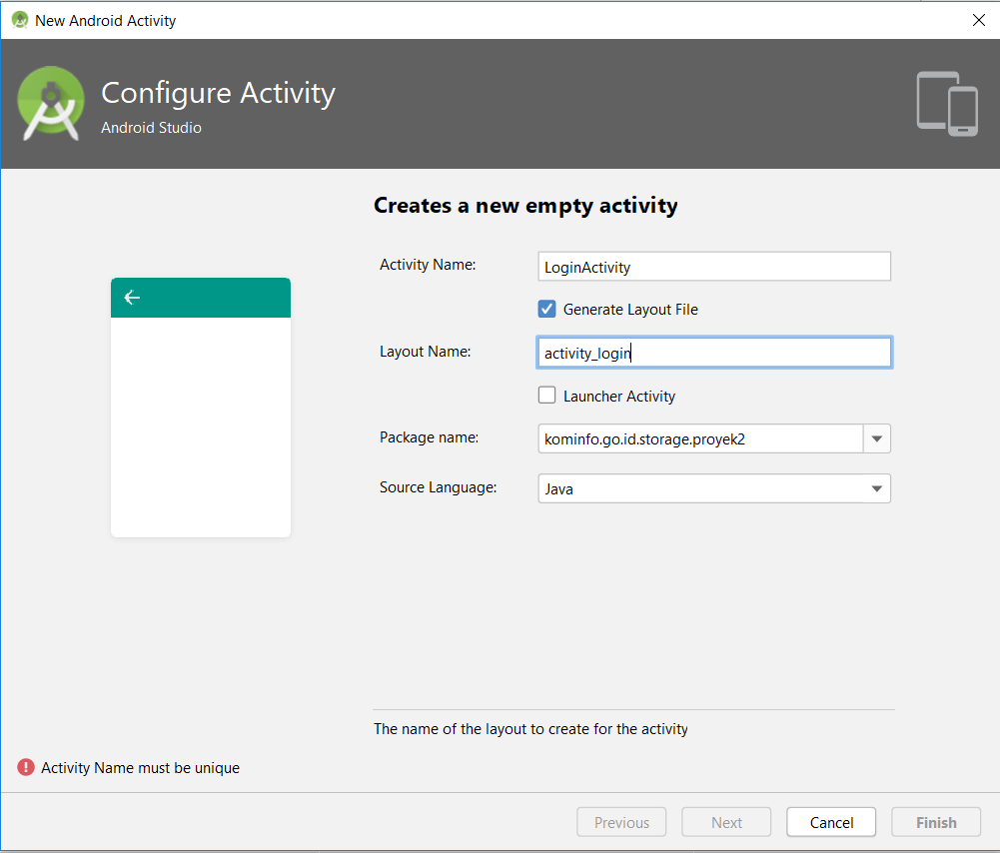 New Android Activity
Configure Activity
Android Studio
Creates a new empty activity
Activity Name: LoginActivity
Generate Layout File
Layout Name: activity_login
Launcher Activity
Package name: kominfo.go.id.storage.proyek2
Source Language: Java
The name of the layout to create for the activity
Activity Name must be unique
Previous Next Cancel Finish